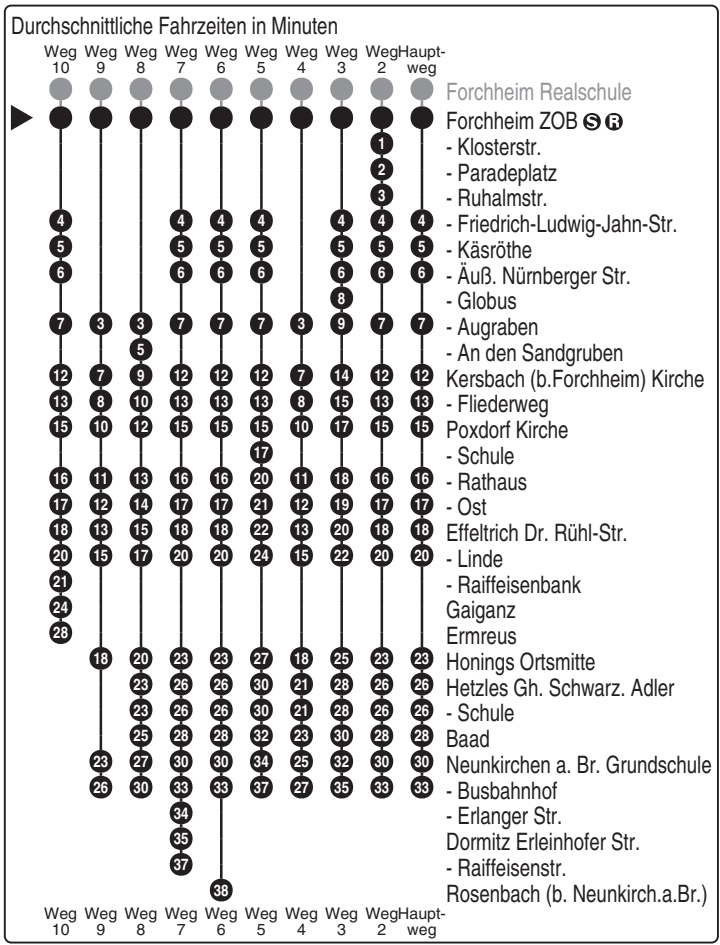 Durchschnittliche Fahrzeiten in Minuten
Weg Weg Weg Weg Weg Weg Weg Weg Weg Haupt-
10 9 8 7 6 5 4 3 2 weg
Forchheim Realschule
Forchheim ZOB S R
1 - Klosterstr.
2 - Paradeplatz
3 - Ruhalmstr.
4 4 4 4 4 4 4 - Friedrich-Ludwig-Jahn-Str.
5 5 5 5 5 5 5 - Käsröthe
6 6 6 6 6 6 6 - Äuß. Nürnberger Str.
8 - Globus
7 3 3 7 7 7 3 9 7 7 - Augraben
5 - An den Sandgruben
12 7 9 12 12 12 7 14 12 12 Kersbach (b.Forchheim) Kirche
13 8 10 13 13 13 8 15 13 13 - Fliederweg
15 10 12 15 15 15 10 17 15 15 Poxdorf Kirche
17 - Schule
16 11 13 16 16 20 11 18 16 16 - Rathaus
17 12 14 17 17 21 12 19 17 17 - Ost
18 13 15 18 18 22 13 20 18 18 Effeltrich Dr. Rühl-Str.
20 15 17 20 20 24 15 22 20 20 - Linde
21 - Raiffeisenbank
24 Gaiganz
28 Ermreus
18 20 23 23 27 18 25 23 23 Honings Ortsmitte
23 26 26 30 21 28 26 26 Hetzles Gh. Schwarz. Adler
23 26 26 30 21 28 26 26 - Schule
25 28 28 32 23 30 28 28 Baad
23 27 30 30 34 25 32 30 30 Neunkirchen a. Br. Grundschule
26 30 33 33 37 27 35 33 33 - Busbahnhof
34 - Erlanger Str.
35 Dormitz Erleinhofer Str.
37 - Raiffeisenstr.
38 Rosenbach (b. Neunkirch.a.Br.)
Weg Weg Weg Weg Weg Weg Weg Weg Weg Haupt-
10 9 8 7 6 5 4 3 2 weg